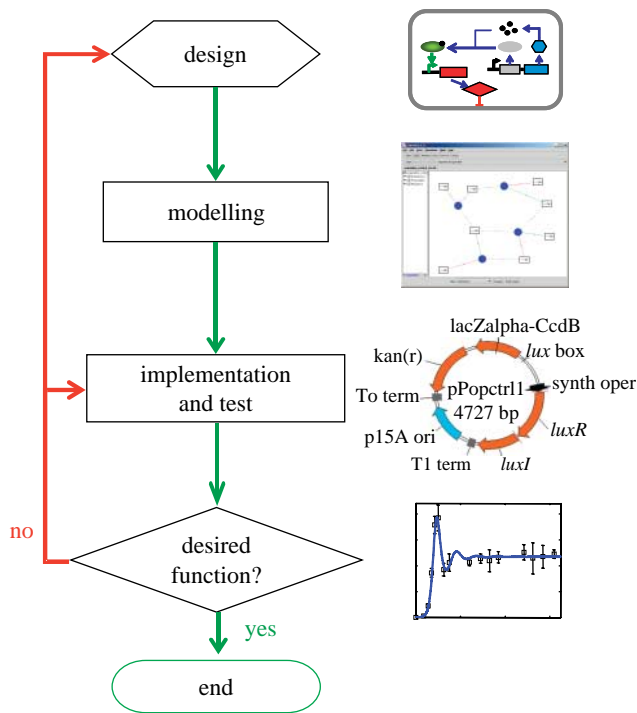 design
modelling
implementation
and test
no
desired
function?
yes
end
lacZalpha-CcdB
kan(r)
lux box
pPopctrl1
4727 bp
synth oper
To term
p15A ori
luxR
T1 term
luxI